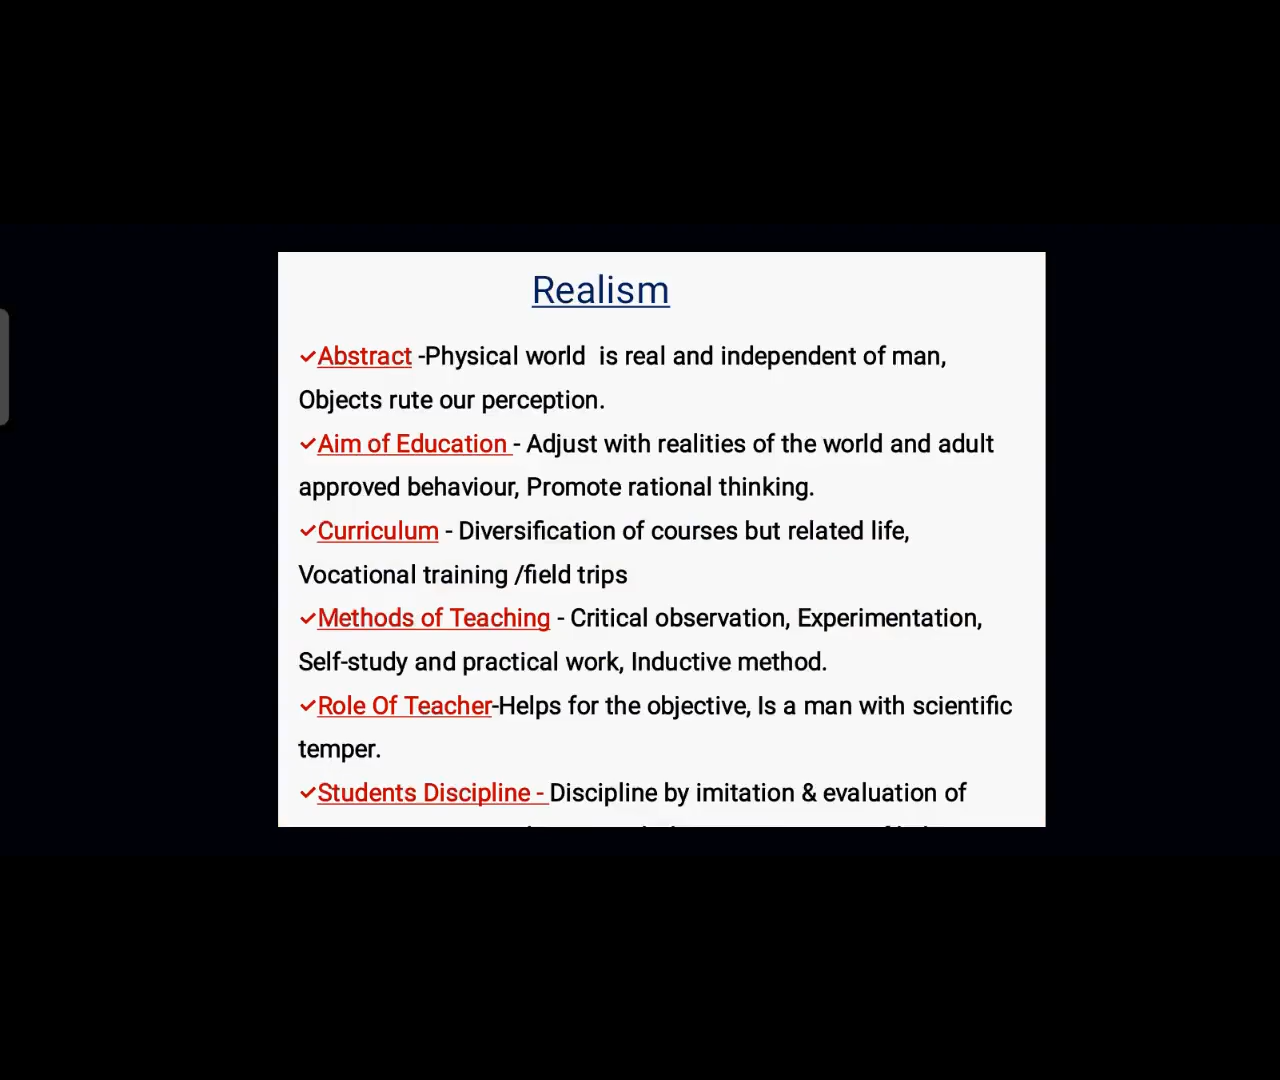 Realism
✓Abstract -Physical world is real and independent of man,
Objects rute our perception.
✓Aim of Education - Adjust with realities of the world and adult
approved behaviour, Promote rational thinking.
✓Curriculum - Diversification of courses but related life,
Vocational training /field trips
✓Methods of Teaching - Critical observation, Experimentation,
Self-study and practical work, Inductive method.
✓Role Of Teacher-Helps for the objective, Is a man with scientific
temper.
✓Students Discipline - Discipline by imitation & evaluation of